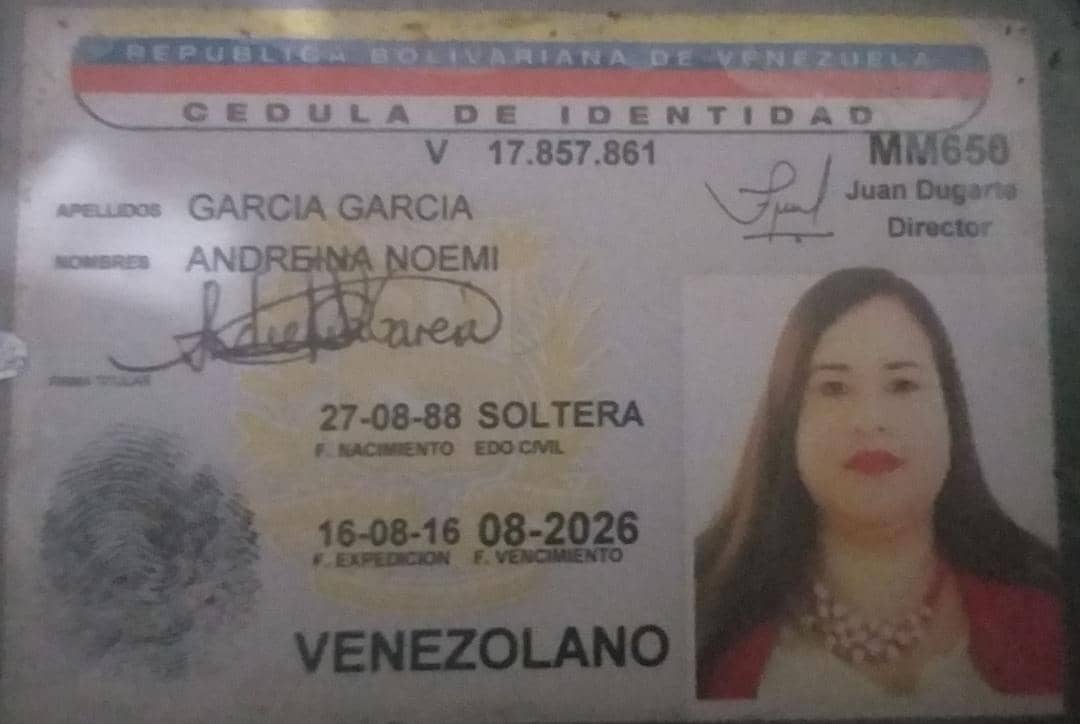 REPUBLICA BOLIVARIANA DE VENEZUELA
CEDULA DE IDENTIDAD
V 17.857.861
MM650
Juan Dugarte
Director
APELLIDOS GARCIA GARCIA
NOMBRES ANDREINA NOEMI
FIRMA TITULAR
27-08-88 SOLTERA
F. NACIMIENTO EDO CIVIL
16-08-16 08-2026
F. EXPEDICION F. VENCIMIENTO
VENEZOLANO